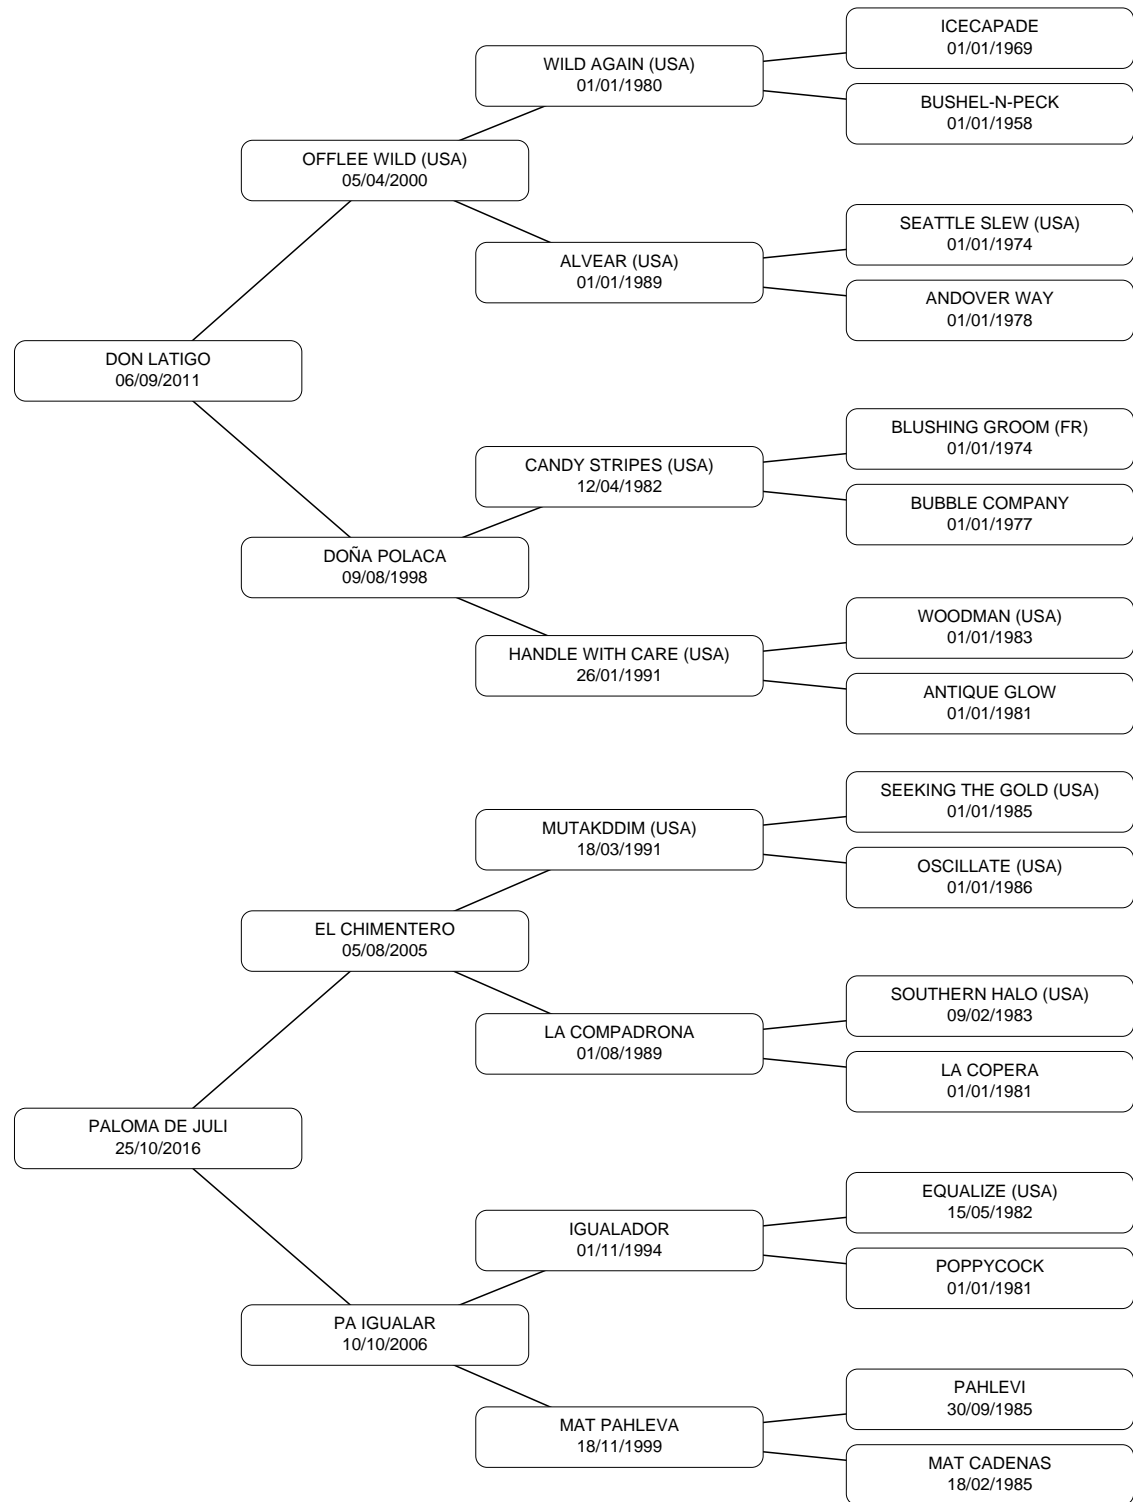 ICECAPADE
01/01/1969
WILD AGAIN (USA)
01/01/1980
BUSHEL-N-PECK
01/01/1958
OFFLEE WILD (USA)
05/04/2000
SEATTLE SLEW (USA)
01/01/1974
ALVEAR (USA)
01/01/1989
ANDOVER WAY
01/01/1978
DON LATIGO
06/09/2011
BLUSHING GROOM (FR)
01/01/1974
CANDY STRIPES (USA)
12/04/1982
BUBBLE COMPANY
01/01/1977
DOÑA POLACA
09/08/1998
WOODMAN (USA)
01/01/1983
HANDLE WITH CARE (USA)
26/01/1991
ANTIQUE GLOW
01/01/1981
SEEKING THE GOLD (USA)
01/01/1985
MUTAKDDIM (USA)
18/03/1991
OSCILLATE (USA)
01/01/1986
EL CHIMENTERO
05/08/2005
SOUTHERN HALO (USA)
09/02/1983
LA COMPADRONA
01/08/1989
LA COPERA
01/01/1981
PALOMA DE JULI
25/10/2016
EQUALIZE (USA)
15/05/1982
IGUALADOR
01/11/1994
POPPYCOCK
01/01/1981
PA IGUALAR
10/10/2006
PAHLEVI
30/09/1985
MAT PAHLEVA
18/11/1999
MAT CADENAS
18/02/1985